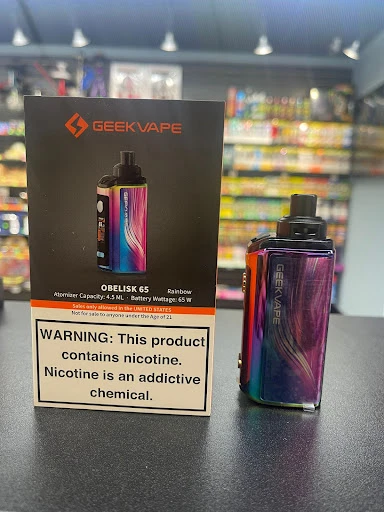 GEEKVAPE
GEEKVAPE
OBELISK 65
Rainbow
Atomizer Capacity: 4.5 ML · Battery Wattage: 65 W
Sales only allowed in the UNITED STATES
Not for sale to anyone under the Age of 21
WARNING: This product
contains nicotine.
Nicotine is an addictive
chemical.
GEEKVAPE